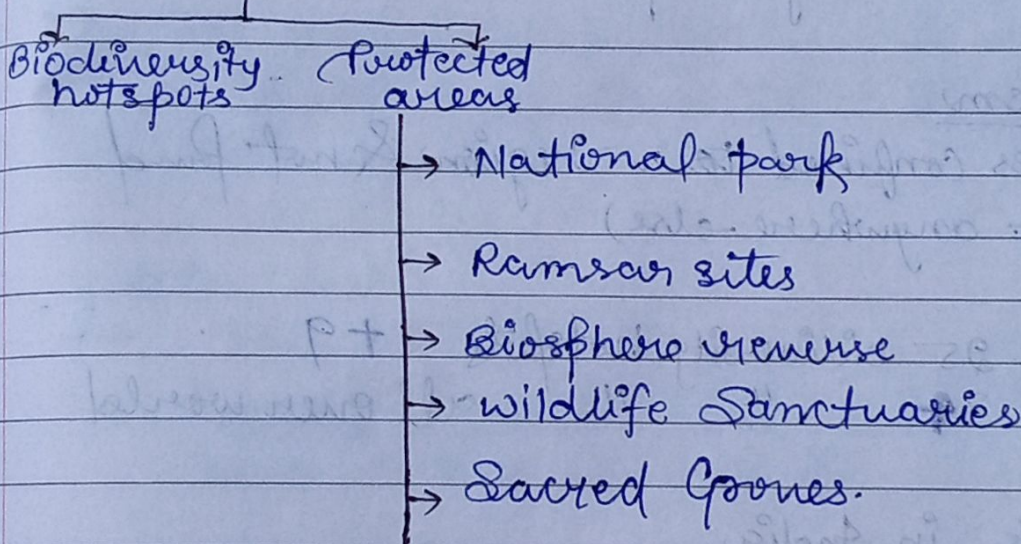 Biodiversity hotspots
Protected areas
National park
Ramsar sites
Biosphere reverse
Wildlife Sanctuaries
Sacred Groves.